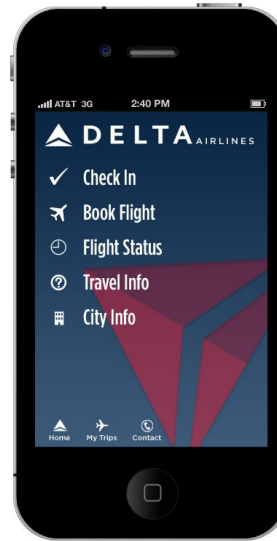 AT&T 3G 2:40 PM
DELTA AIRLINES
Check In
Book Flight
Flight Status
Travel Info
City Info
Home My Trips Contact